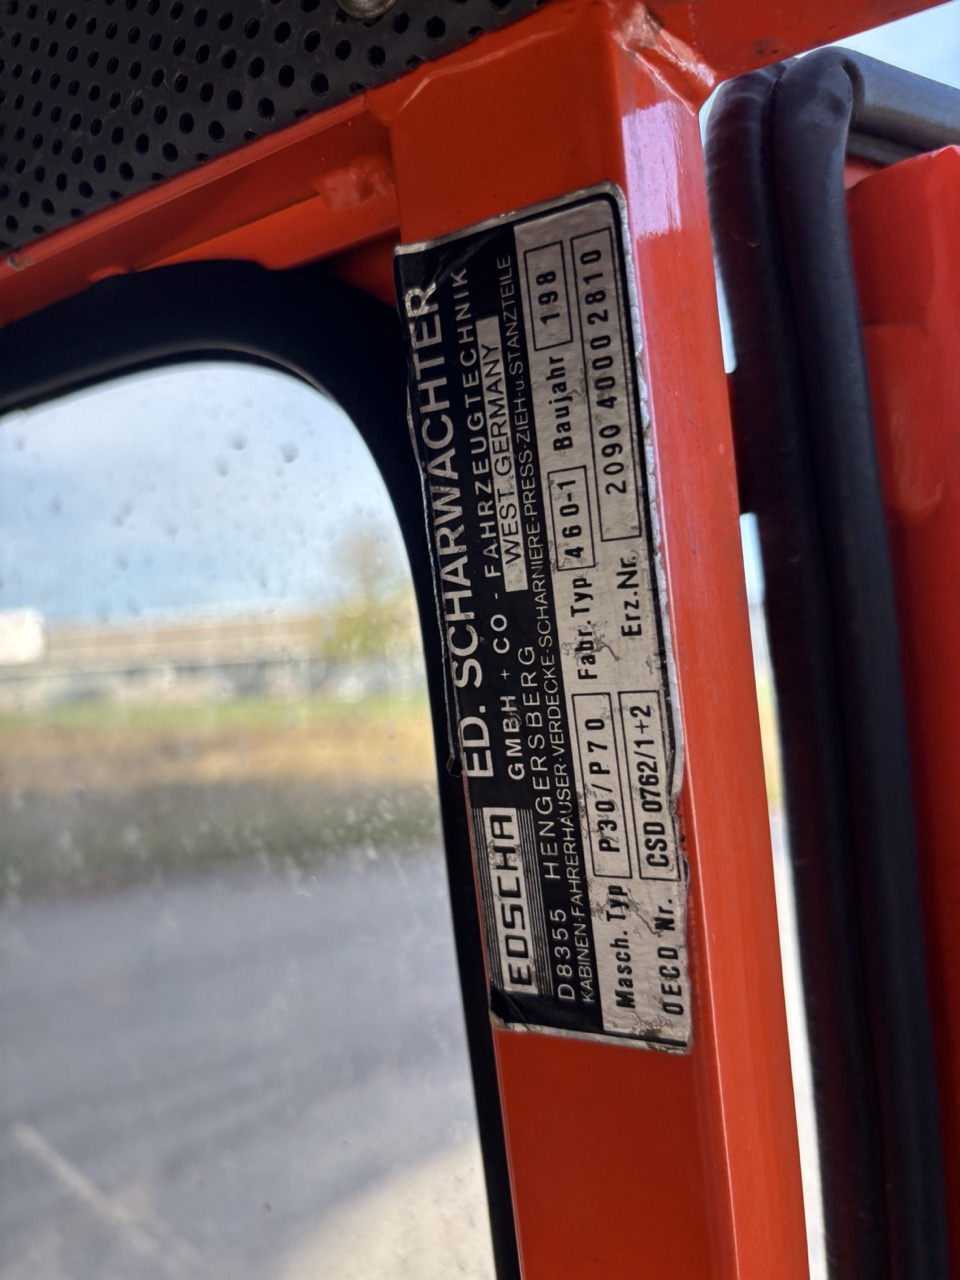 EDSCHA ED. SCHARWÄCHTER
GMBH + CO - FAHRZEUGTECHNIK
D8355 HENGERSBERG WEST GERMANY
KABINEN·FAHRERHÄUSER·VERDECKE·SCHARNIERE·PRESS-ZIEH-u.STANZTEILE
Masch. Typ P30/P70 Fabr. Typ 460-1 Baujahr 198
OECD Nr. CSD 0762/1+2 Erz.Nr. 2090 4000 2810